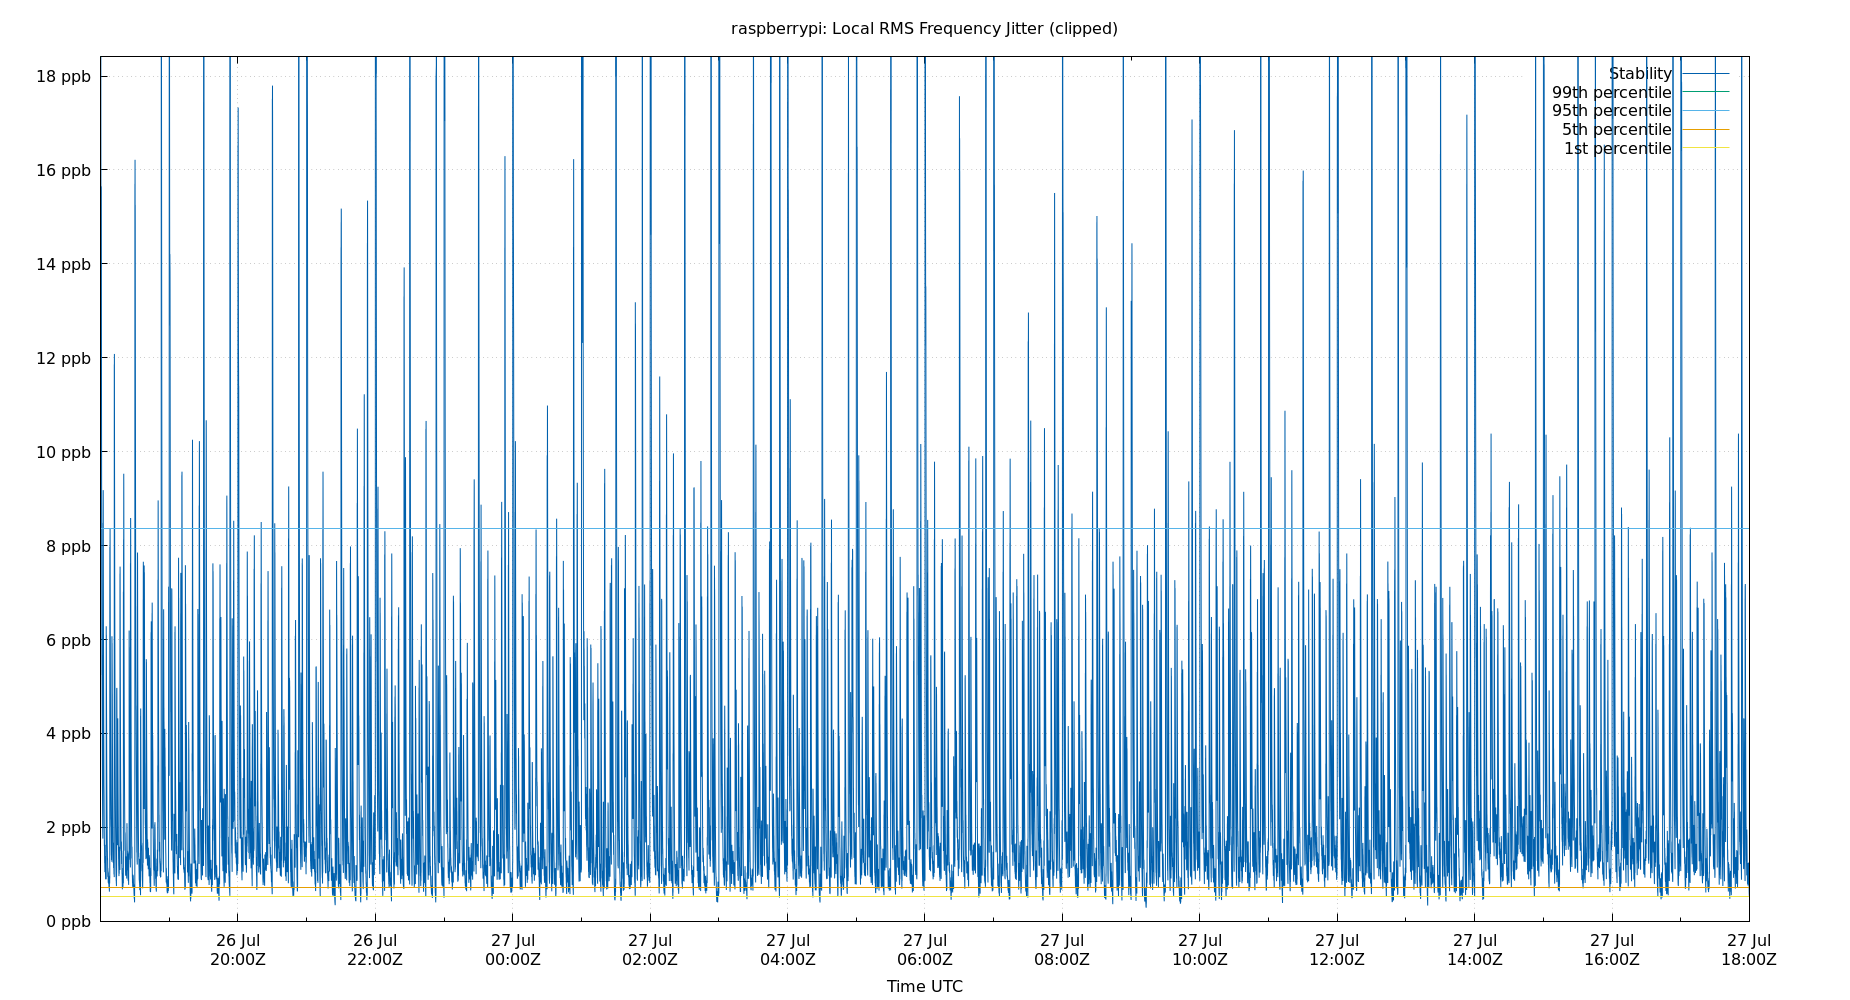 raspberrypi: Local RMS Frequency Jitter (clipped)
18 ppb
16 ppb
14 ppb
12 ppb
10 ppb
8 ppb
6 ppb
4 ppb
2 ppb
0 ppb
Stability
99th percentile
95th percentile
5th percentile
1st percentile
26 Jul 26 Jul 27 Jul 27 Jul 27 Jul 27 Jul 27 Jul 27 Jul 27 Jul 27 Jul 27 Jul 27 Jul
20:00Z 22:00Z 00:00Z 02:00Z 04:00Z 06:00Z 08:00Z 10:00Z 12:00Z 14:00Z 16:00Z 18:00Z
Time UTC